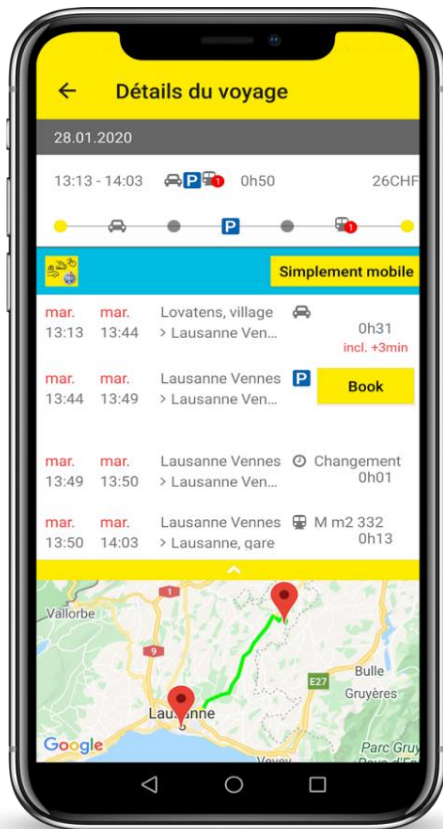 Détails du voyage
28.01.2020
13:13 - 14:03 P 1 0h50 26CHF
P 1
Simplement mobile
mar. mar. Lovatens, village
13:13 13:44 > Lausanne Ven... 0h31
incl. +3min
mar. mar. Lausanne Vennes P Book
13:44 13:49 > Lausanne Ven...
mar. mar. Lausanne Vennes Changement
13:49 13:50 > Lausanne Ven... 0h01
mar. mar. Lausanne Vennes M m2 332
13:50 14:03 > Lausanne, gare 0h13
1
Vallorbe
9
Bulle
E27
Gruyères
Lausanne
Google
Vevey
Parc Gruy